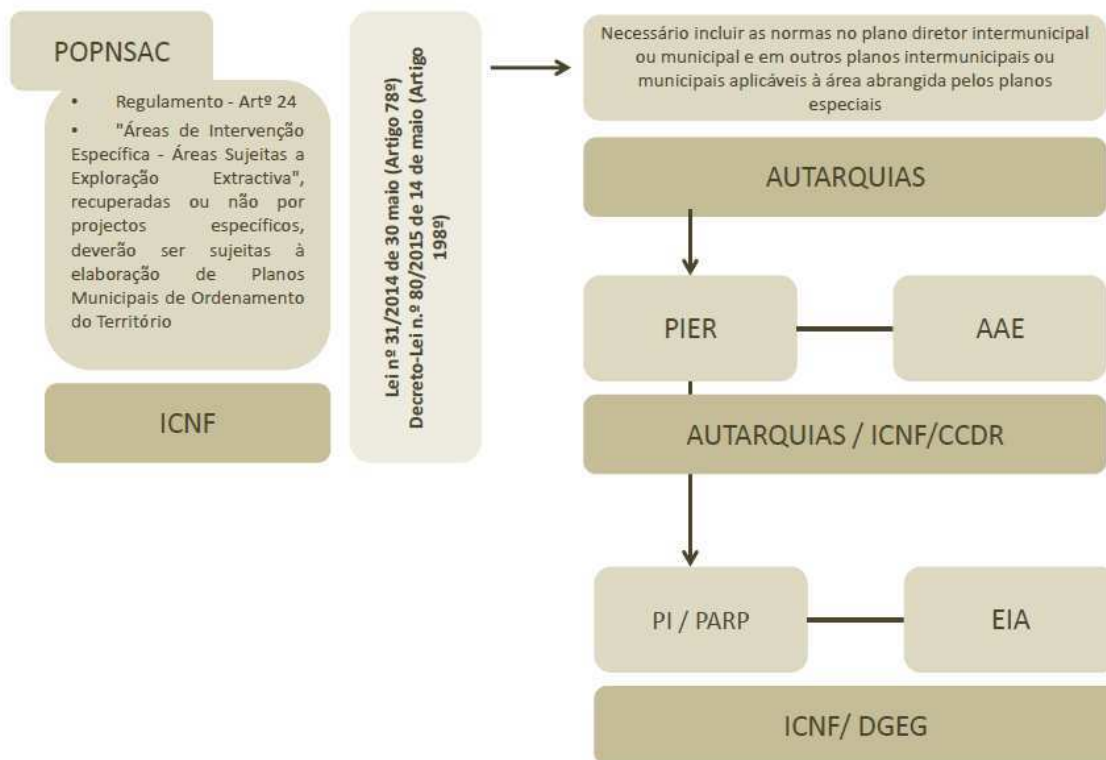 POPNSAC
• Regulamento - Artº 24
• "Áreas de Intervenção
Específica - Áreas Sujeitas a
Exploração Extractiva",
recuperadas ou não por
projectos específicos,
deverão ser sujeitas à
elaboração de Planos
Municipais de Ordenamento
do Território
ICNF
Lei nº 31/2014 de 30 maio (Artigo 78º)
Decreto-Lei n.º 80/2015 de 14 de maio (Artigo
198º)
Necessário incluir as normas no plano diretor intermunicipal
ou municipal e em outros planos intermunicipais ou
municipais aplicáveis à área abrangida pelos planos
especiais
AUTARQUIAS
PIER
AAE
AUTARQUIAS / ICNF/CCDR
PI / PARP
EIA
ICNF/ DGEG